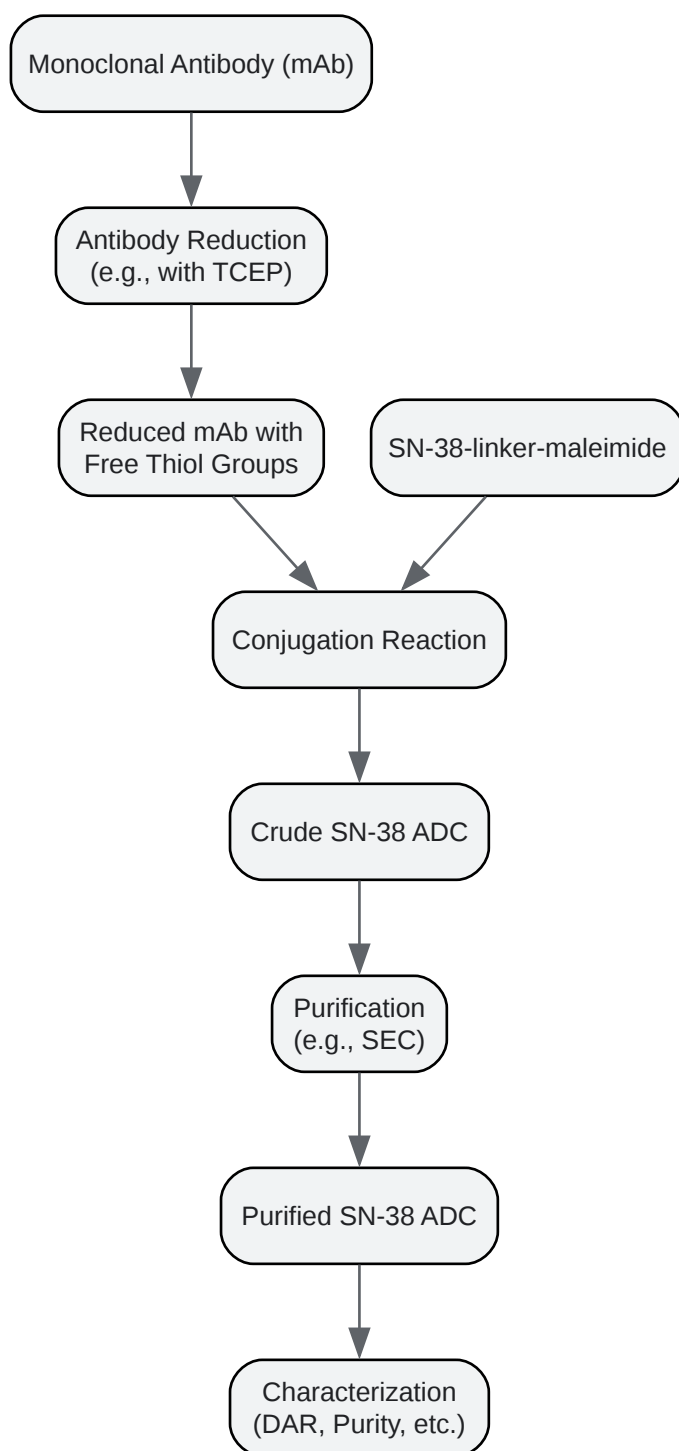 Monoclonal Antibody (mAb)
Antibody Reduction
(e.g., with TCEP)
Reduced mAb with
Free Thiol Groups
SN-38-linker-maleimide
Conjugation Reaction
Crude SN-38 ADC
Purification
(e.g., SEC)
Purified SN-38 ADC
Characterization
(DAR, Purity, etc.)